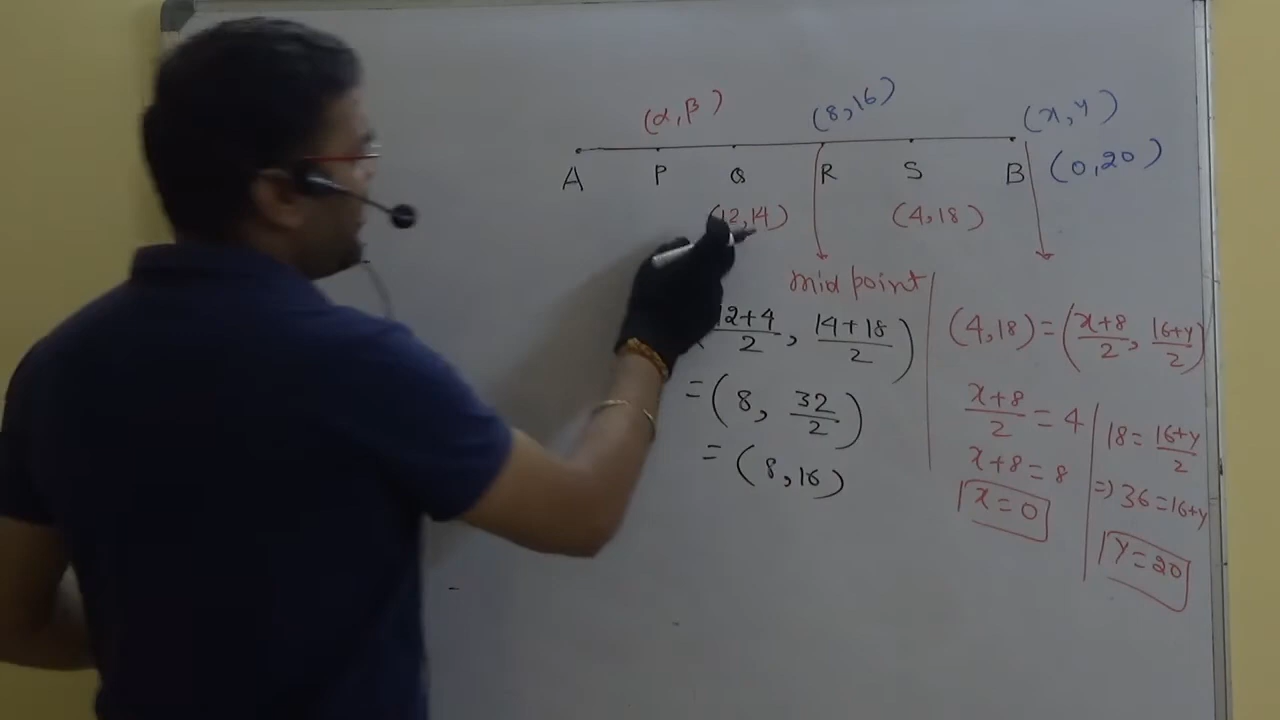 (α, β) (8, 16) (x, y)
A P Q R S B (0, 20)
(12, 14) (4, 18)
mid point
12+4/2, 14+18/2)
= (8, 32/2)
= (8, 16)
(4, 18) = (x+8/2, 16+y/2)
x+8/2 = 4
x+8 = 8
x = 0
18 = 16+y/2
=> 36 = 16+y
y = 20